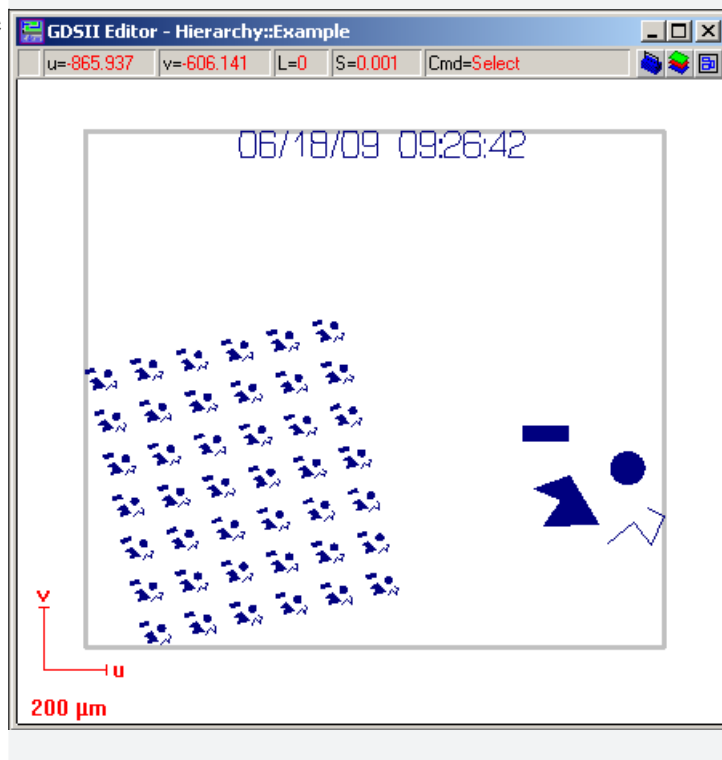 GDSII Editor - Hierarchy::Example
u=-865.937 v=-606.141 L=0 S=0.001 Cmd=Select
06/18/09 09:26:42
v
u
200 µm